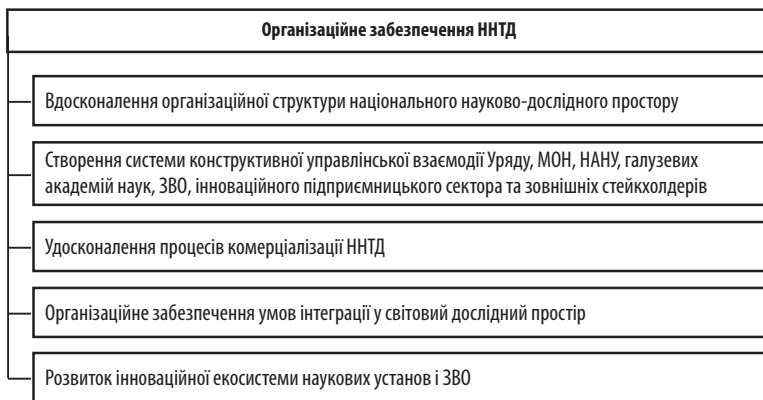 Організаційне забезпечення ННТД
Вдосконалення організаційної структури національного науково-дослідного простору
Створення системи конструктивної управлінської взаємодії Уряду, МОН, НАНУ, галузевих
академій наук, ЗВО, інноваційного підприємницького сектора та зовнішніх стейкхолдерів
Удосконалення процесів комерціалізації ННТД
Організаційне забезпечення умов інтеграції у світовий дослідний простір
Розвиток інноваційної екосистеми наукових установ і ЗВО